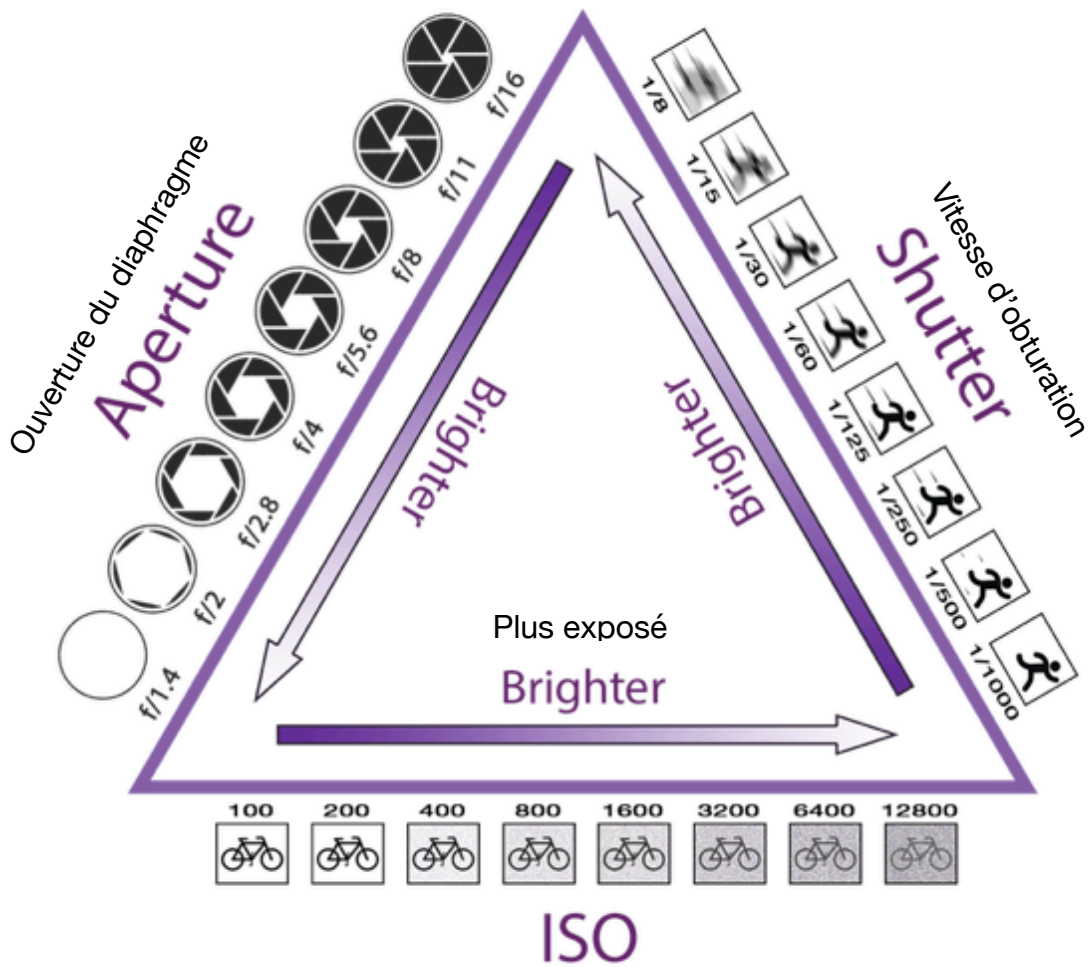 Ouverture du diaphragme
Aperture
f/16
f/11
f/8
f/5.6
f/4
f/2.8
f/2
f/1.4
Brighter
Vitesse d'obturation
Shutter
1/8
1/15
1/30
1/60
1/125
1/250
1/500
1/1000
Brighter
Plus exposé
Brighter
100 200 400 800 1600 3200 6400 12800
ISO